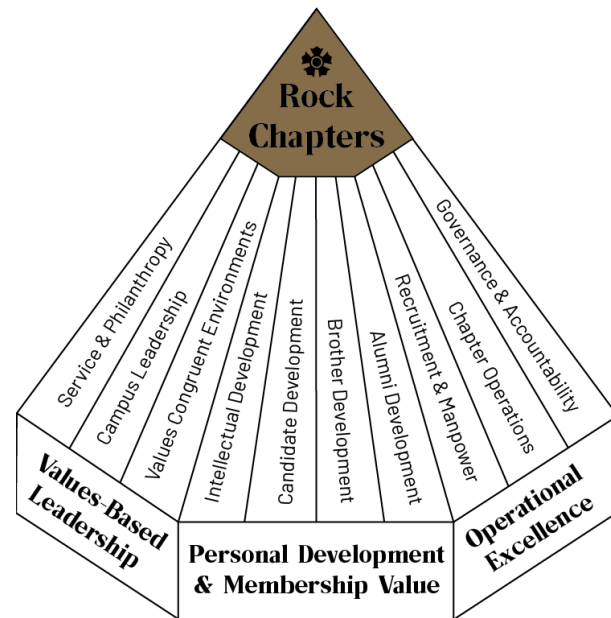 Rock
Chapters
Service & Philanthropy
Campus Leadership
Values Congruent Environments
Intellectual Development
Candidate Development
Brother Development
Alumni Development
Recruitment & Manpower
Chapter Operations
Governance & Accountability
Values-Based
Leadership
Personal Development
& Membership Value
Operational
Excellence